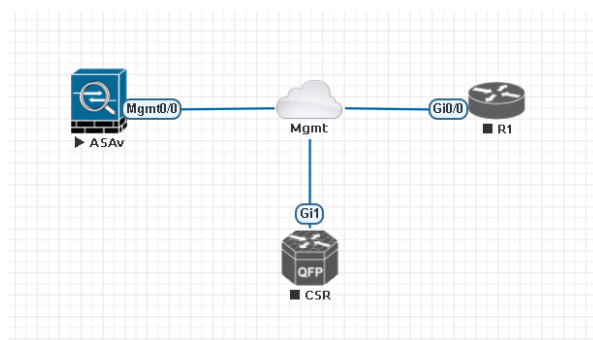 Mgmt0/0
Gi0/0
Mgmt
R1
ASAv
Gi1
QFP
CSR